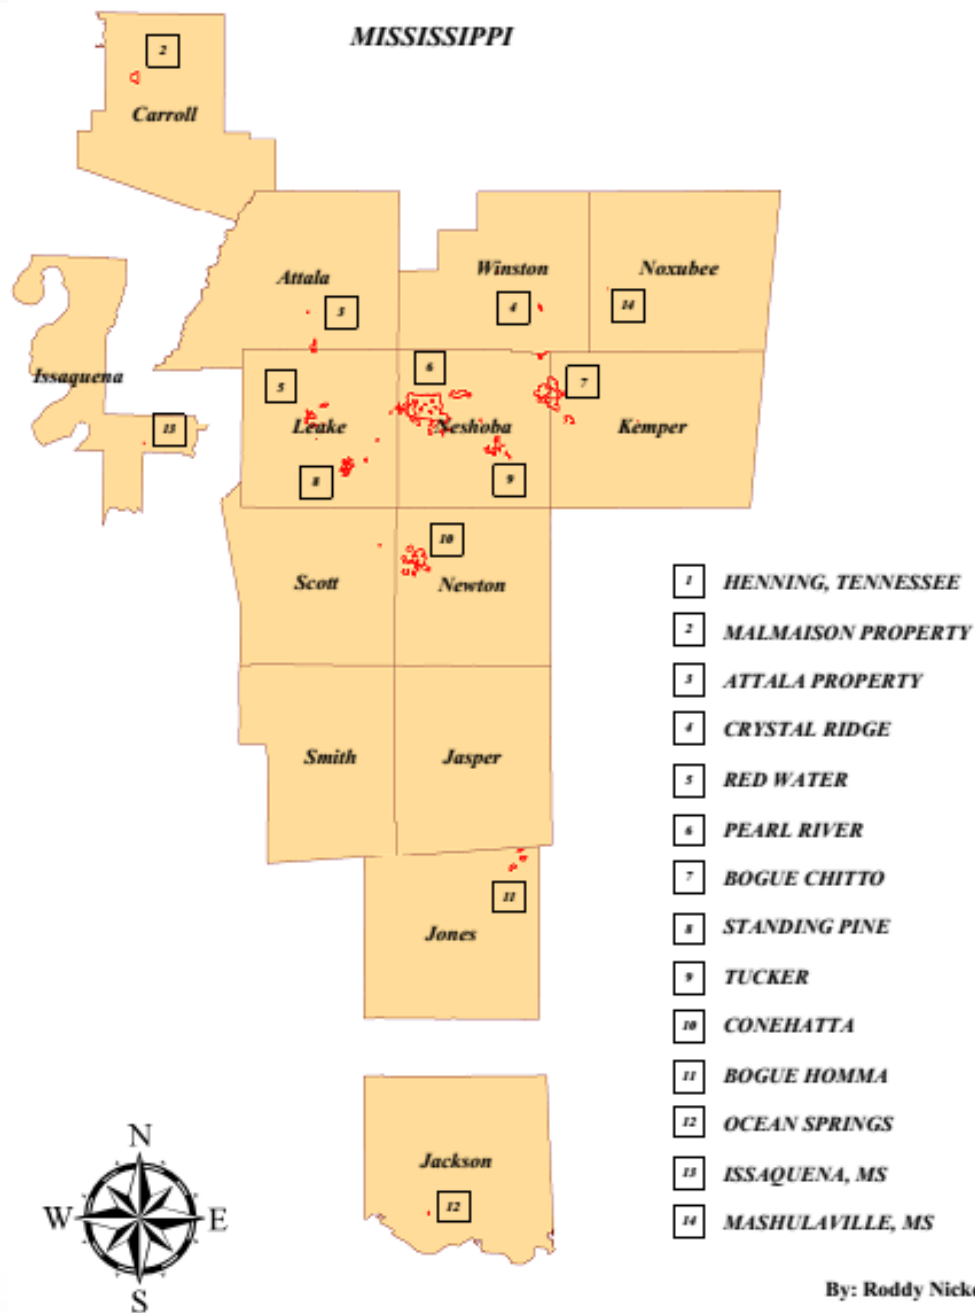 MISSISSIPPI
2
Carroll
Attala
Winston
Noxubee
3
4
14
Issaquena
6
5
7
13
Leake
Neshoba
Kemper
8
9
10
Scott
Newton
Smith
Jasper
11
Jones
Jackson
12
1 HENNING, TENNESSEE
2 MALMAISON PROPERTY
3 ATTALA PROPERTY
4 CRYSTAL RIDGE
5 RED WATER
6 PEARL RIVER
7 BOGUE CHITTO
8 STANDING PINE
9 TUCKER
10 CONEHATTA
11 BOGUE HOMMA
12 OCEAN SPRINGS
13 ISSAQUENA, MS
14 MASHULAVILLE, MS
N
W E
S
By: Roddy